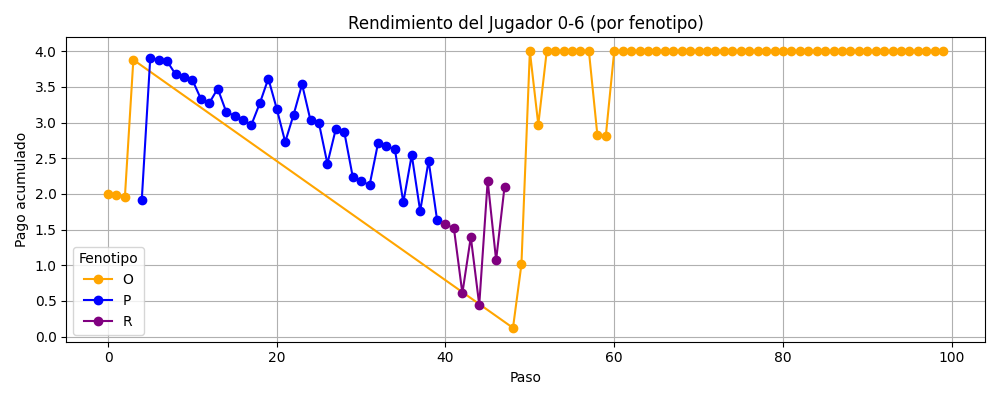 Rendimiento del Jugador 0-6 (por fenotipo)
Pago acumulado
4.0
3.5
3.0
2.5
2.0
1.5
1.0
0.5
0.0
Fenotipo
O
P
R
0 20 40 60 80 100
Paso